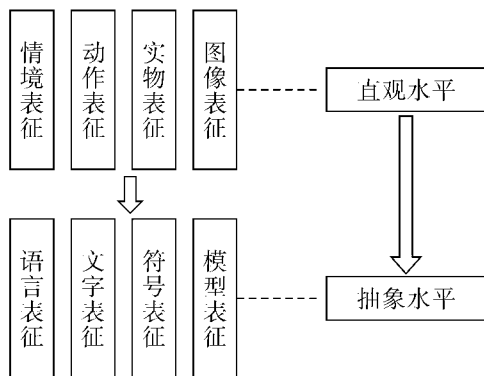 情境表征
动作表征
实物表征
图像表征
直观水平
语言表征
文字表征
符号表征
模型表征
抽象水平